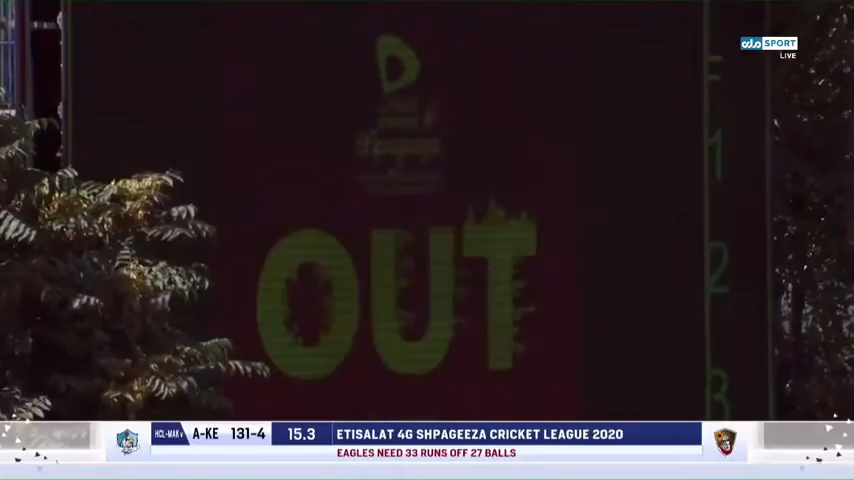 SPORT
LIVE
1
OUT
2
3
HCL-MAK v A-KE 131-4 15.3 ETISALAT 4G SHPAGEEZA CRICKET LEAGUE 2020
EAGLES NEED 33 RUNS OFF 27 BALLS